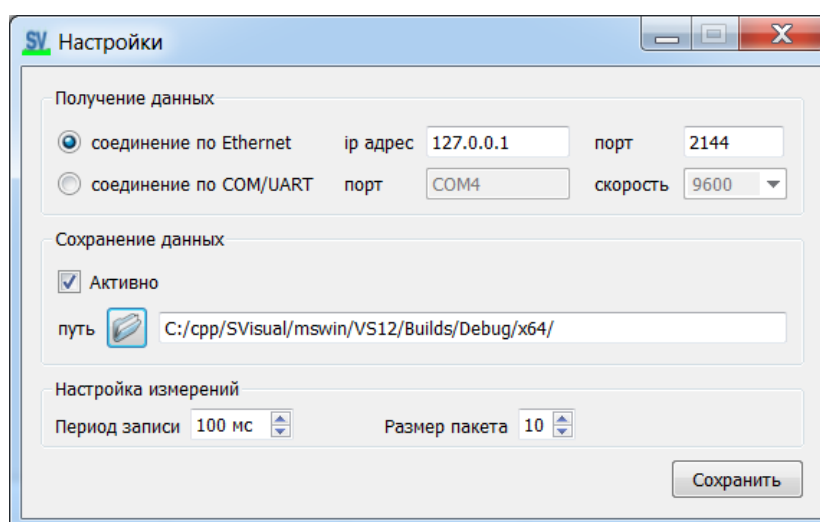 SV Настройки
Получение данных
соединение по Ethernet ip адрес 127.0.0.1 порт 2144
соединение по COM/UART порт COM4 скорость 9600
Сохранение данных
Активно
путь C:/cpp/SVisual/mswin/VS12/Builds/Debug/x64/
Настройка измерений
Период записи 100 мс Размер пакета 10
Сохранить